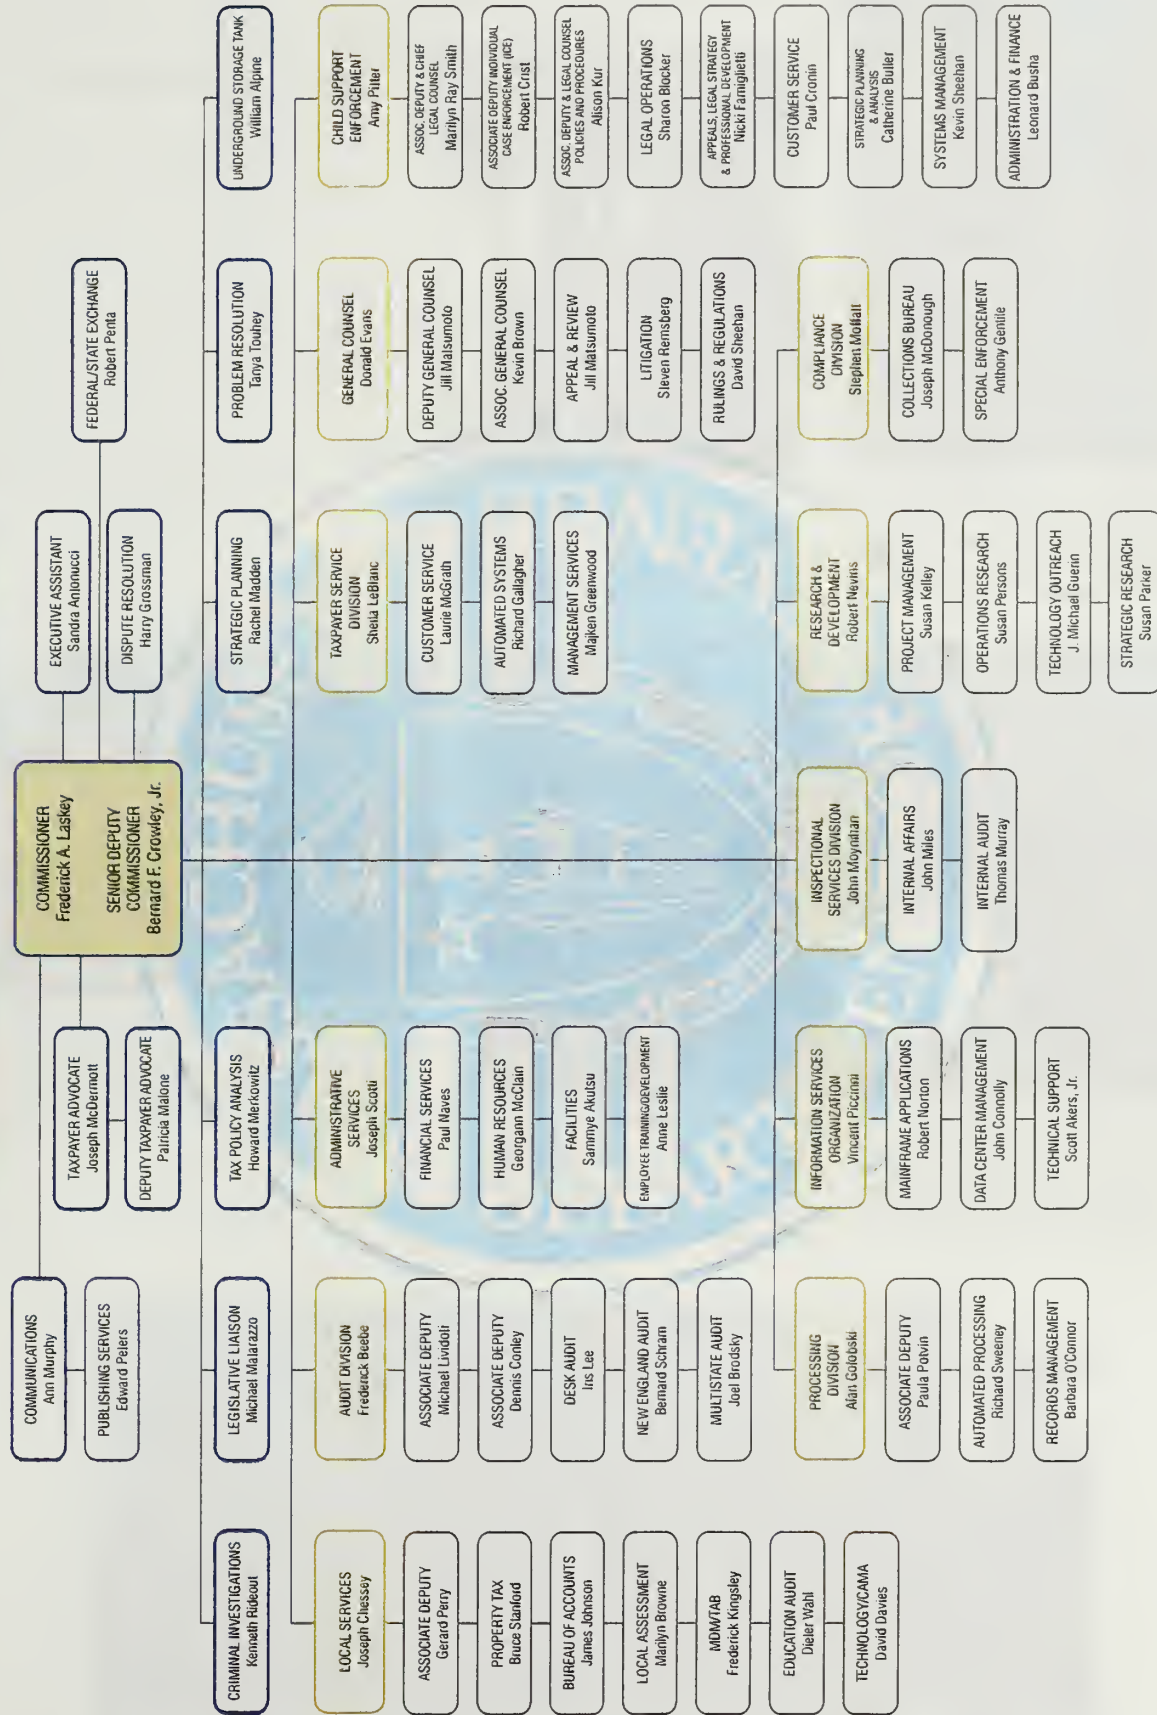 COMMISSIONER
Frederick A. Laskey
SENIOR DEPUTY
COMMISSIONER
Bernard F. Crowley, Jr.
COMMUNICATIONS
Ann Murphy
PUBLISHING SERVICES
Edward Peters
TAXPAYER ADVOCATE
Joseph McDermott
DEPUTY TAXPAYER ADVOCATE
Patricia Malone
EXECUTIVE ASSISTANT
Sandra Antonucci
DISPUTE RESOLUTION
Harry Grossman
FEDERAL/STATE EXCHANGE
Robert Penta
CRIMINAL INVESTIGATIONS
Kenneth Rideout
LEGISLATIVE LIAISON
Michael Matarazzo
TAX POLICY ANALYSIS
Howard Merkowitz
STRATEGIC PLANNING
Rachel Madden
PROBLEM RESOLUTION
Tanya Touhey
UNDERGROUND STORAGE TANK
William Alpine
LOCAL SERVICES
Joseph Chessey
ASSOCIATE DEPUTY
Gerard Perry
PROPERTY TAX
Bruce Stanford
BUREAU OF ACCOUNTS
James Johnson
LOCAL ASSESSMENT
Marilyn Browne
MDM/TAB
Frederick Kingsley
EDUCATION AUDIT
Dieter Wahl
TECHNOLOGY/CAMA
David Davies
AUDIT DIVISION
Frederick Beebe
ASSOCIATE DEPUTY
Michael Lividoti
ASSOCIATE DEPUTY
Dennis Conley
DESK AUDIT
Iris Lee
NEW ENGLAND AUDIT
Bernard Schram
MULTISTATE AUDIT
Joel Brodsky
ADMINISTRATIVE
SERVICES
Joseph Scotti
FINANCIAL SERVICES
Paul Naves
HUMAN RESOURCES
Georgann McClain
FACILITIES
Sammye Akutsu
EMPLOYEE TRAINING/DEVELOPMENT
Anne Leslie
TAXPAYER SERVICE
DIVISION
Sheila LeBlanc
CUSTOMER SERVICE
Laurie McGrath
AUTOMATED SYSTEMS
Richard Gallagher
MANAGEMENT SERVICES
Majken Greenwood
GENERAL COUNSEL
Donald Evans
DEPUTY GENERAL COUNSEL
Jill Matsumoto
ASSOC. GENERAL COUNSEL
Kevin Brown
APPEAL & REVIEW
Jill Matsumoto
LITIGATION
Steven Remsberg
RULINGS & REGULATIONS
David Sheehan
CHILD SUPPORT
ENFORCEMENT
Amy Pitter
ASSOC. DEPUTY & CHIEF
LEGAL COUNSEL
Marilyn Ray Smith
ASSOCIATE DEPUTY INDIVIDUAL
CASE ENFORCEMENT (ICE)
Robert Crist
ASSOC. DEPUTY & LEGAL COUNSEL
POLICIES AND PROCEDURES
Alison Kur
LEGAL OPERATIONS
Sharon Blocker
APPEALS, LEGAL STRATEGY
& PROFESSIONAL DEVELOPMENT
Nicki Famiglietti
CUSTOMER SERVICE
Paul Cronin
STRATEGIC PLANNING
& ANALYSIS
Catherine Butler
SYSTEMS MANAGEMENT
Kevin Sheehan
ADMINISTRATION & FINANCE
Leonard Busha
PROCESSING
DIVISION
Alan Golobski
ASSOCIATE DEPUTY
Paula Potvin
AUTOMATED PROCESSING
Richard Sweeney
RECORDS MANAGEMENT
Barbara O'Connor
INFORMATION SERVICES
ORGANIZATION
Vincent Piccinni
MAINFRAME APPLICATIONS
Robert Norton
DATA CENTER MANAGEMENT
John Connolly
TECHNICAL SUPPORT
Scott Akers, Jr.
INSPECTIONAL
SERVICES DIVISION
John Moynihan
INTERNAL AFFAIRS
John Miles
INTERNAL AUDIT
Thomas Murray
RESEARCH &
DEVELOPMENT
Robert Nevins
PROJECT MANAGEMENT
Susan Kelley
OPERATIONS RESEARCH
Susan Persons
TECHNOLOGY OUTREACH
J. Michael Guerin
STRATEGIC RESEARCH
Susan Parker
COMPLIANCE
DIVISION
Stephen Moffatt
COLLECTIONS BUREAU
Joseph McDonough
SPECIAL ENFORCEMENT
Anthony Gentile